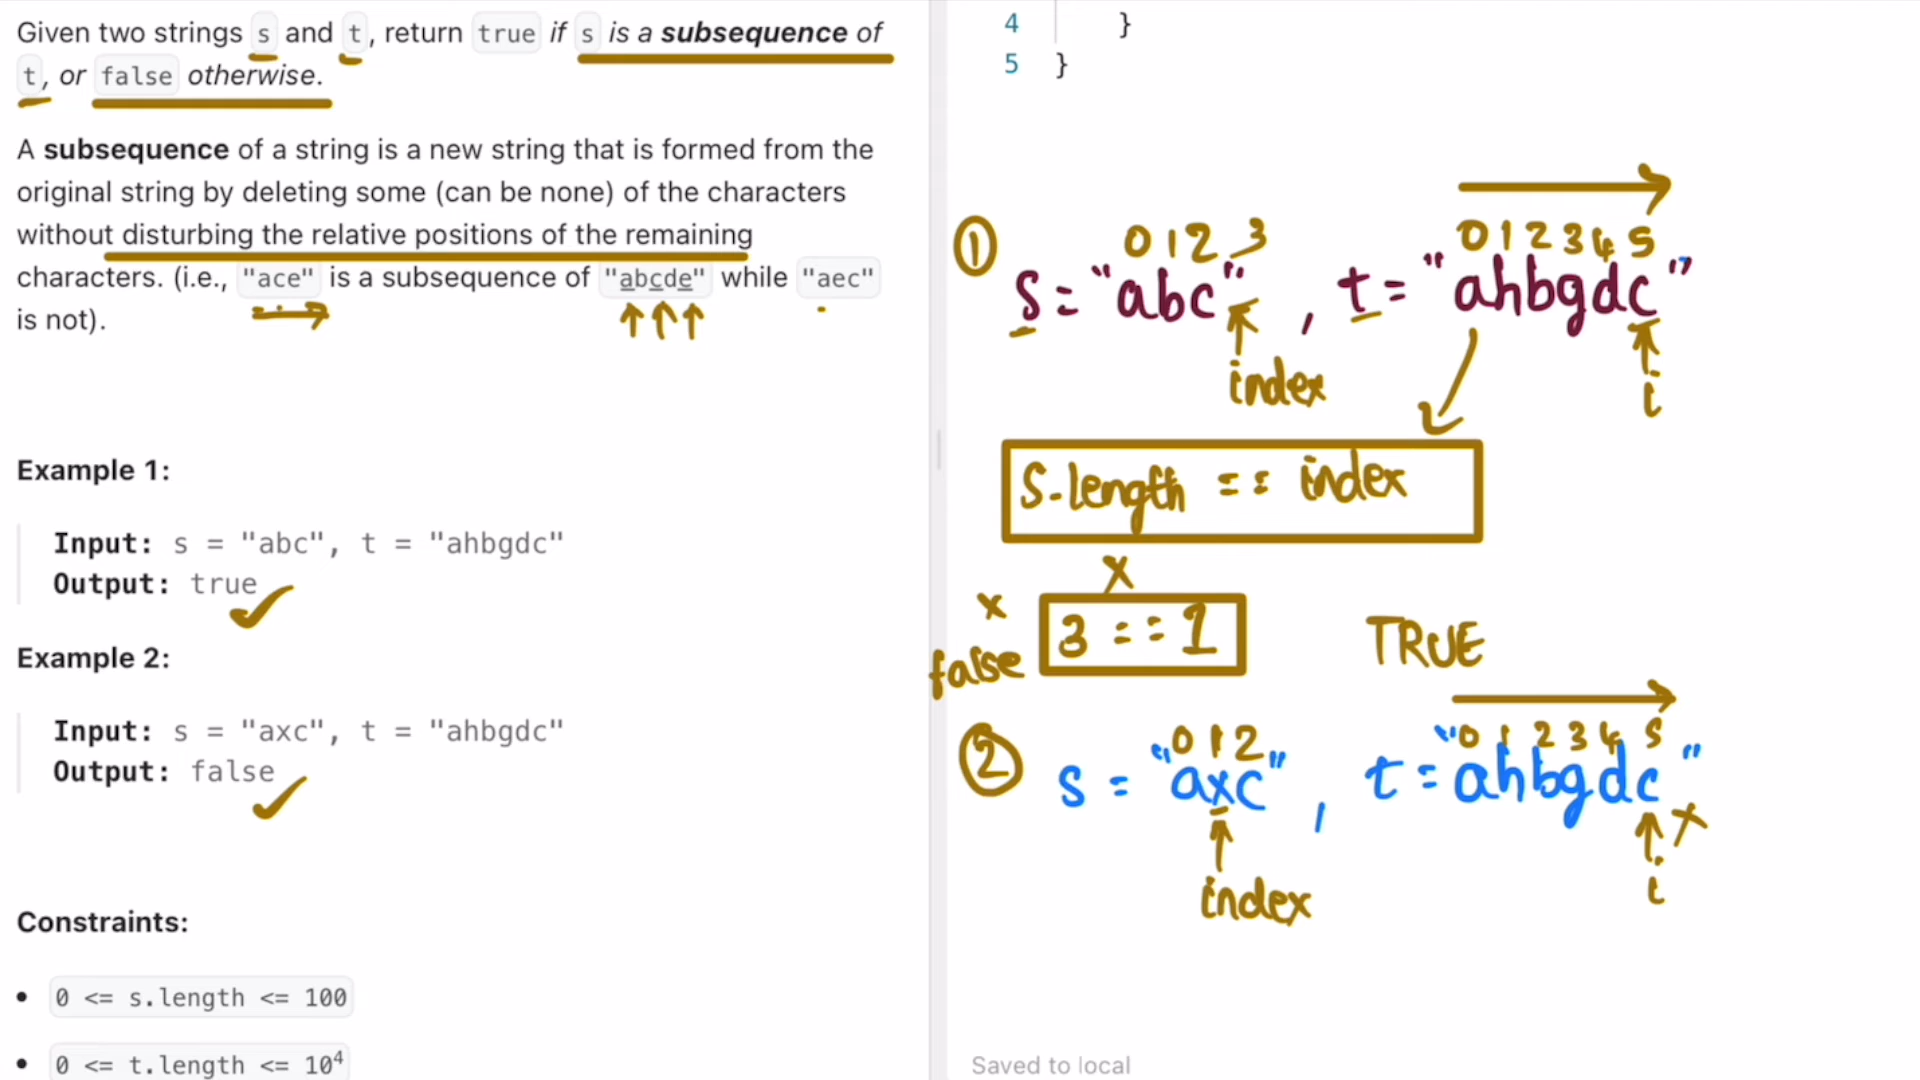 Given two strings s and t, return true if s is a subsequence of
t, or false otherwise.
A subsequence of a string is a new string that is formed from the
original string by deleting some (can be none) of the characters
without disturbing the relative positions of the remaining
characters. (i.e., "ace" is a subsequence of "abcde" while "aec"
is not).
Example 1:
Input: s = "abc", t = "ahbgdc"
Output: true
Example 2:
Input: s = "axc", t = "ahbgdc"
Output: false
Constraints:
• 0 <= s.length <= 100
• 0 <= t.length <= 10⁴
4 }
5 }
0 1 2 3 0 1 2 3 4 5
① s = "abc", t = "ahbgdc"
index i
s.length == index
x
x 3 == 1 TRUE
false
0 1 2 0 1 2 3 4 5
② s = "axc", t = "ahbgdc"
x
index i
Saved to local